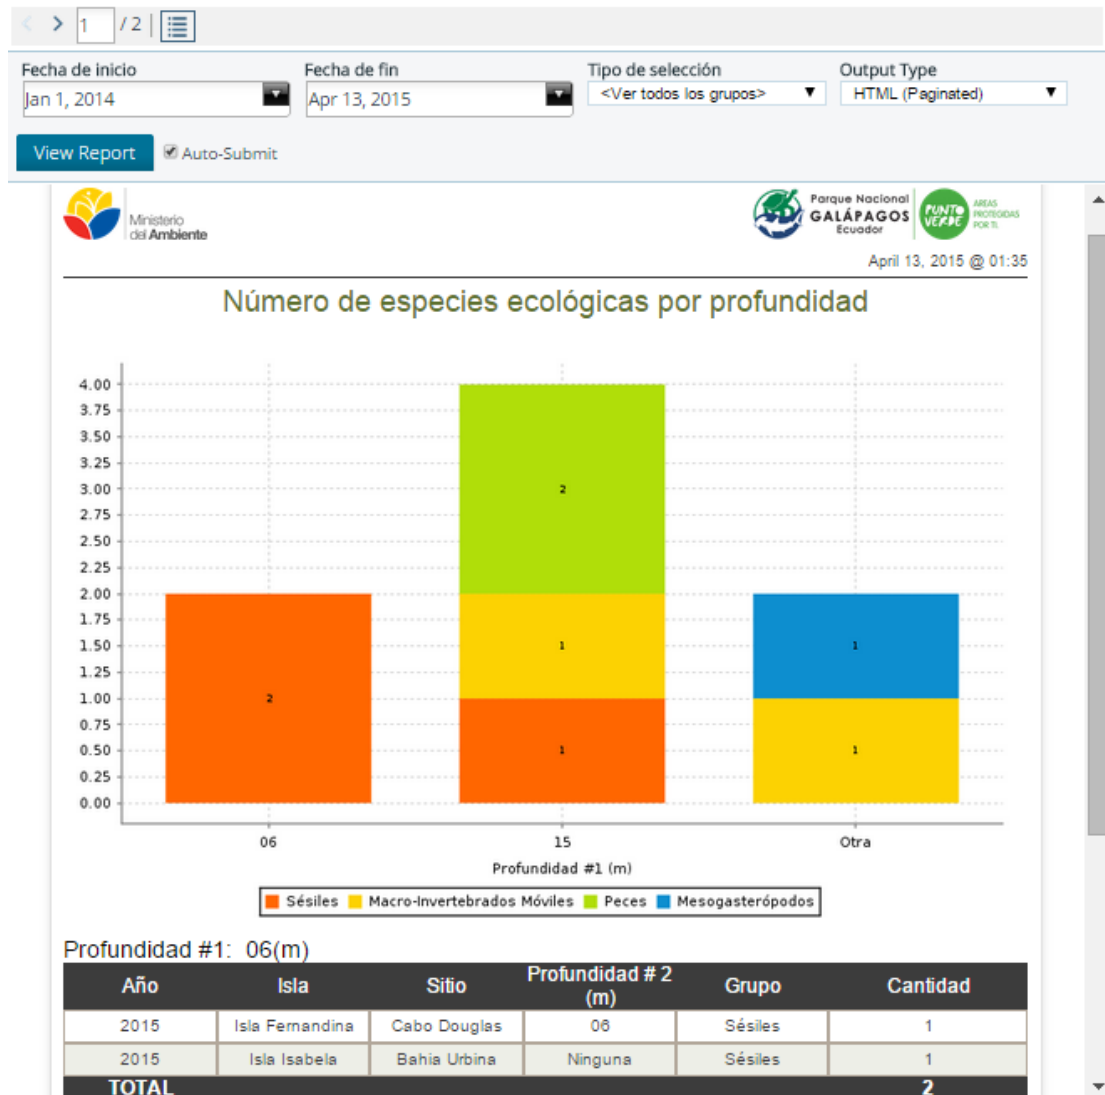 1 / 2
Fecha de inicio Fecha de fin Tipo de selección Output Type
Jan 1, 2014 Apr 13, 2015 <Ver todos los grupos> HTML (Paginated)
View Report Auto-Submit
Ministerio
del Ambiente
Parque Nacional
GALÁPAGOS
Ecuador
PUNTO
VERDE
AREAS
PROTEGIDAS
POR TI.
April 13, 2015 @ 01:35
Número de especies ecológicas por profundidad
4.00
3.75
3.50
3.25
3.00
2.75
2.50
2.25
2.00
1.75
1.50
1.25
1.00
0.75
0.50
0.25
0.00
2
2
1
1
1
1
06 15 Otra
Profundidad #1 (m)
Sésiles Macro-Invertebrados Móviles Peces Mesogasterópodos
Profundidad #1: 06(m)
Año Isla Sitio Profundidad # 2 (m) Grupo Cantidad
2015 Isla Fernandina Cabo Douglas 06 Sésiles 1
2015 Isla Isabela Bahia Urbina Ninguna Sésiles 1
TOTAL 2